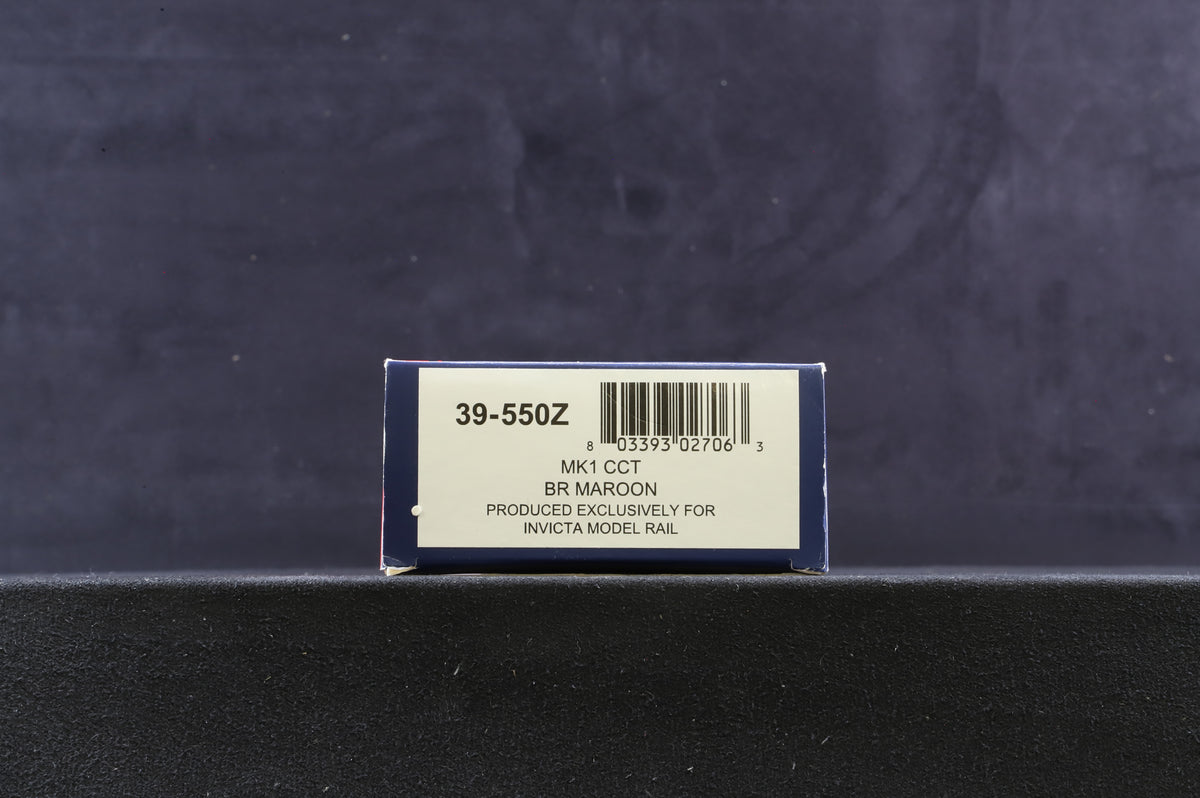 39-550Z
8 03393 02706 3
MK1 CCT
BR MAROON
PRODUCED EXCLUSIVELY FOR
INVICTA MODEL RAIL